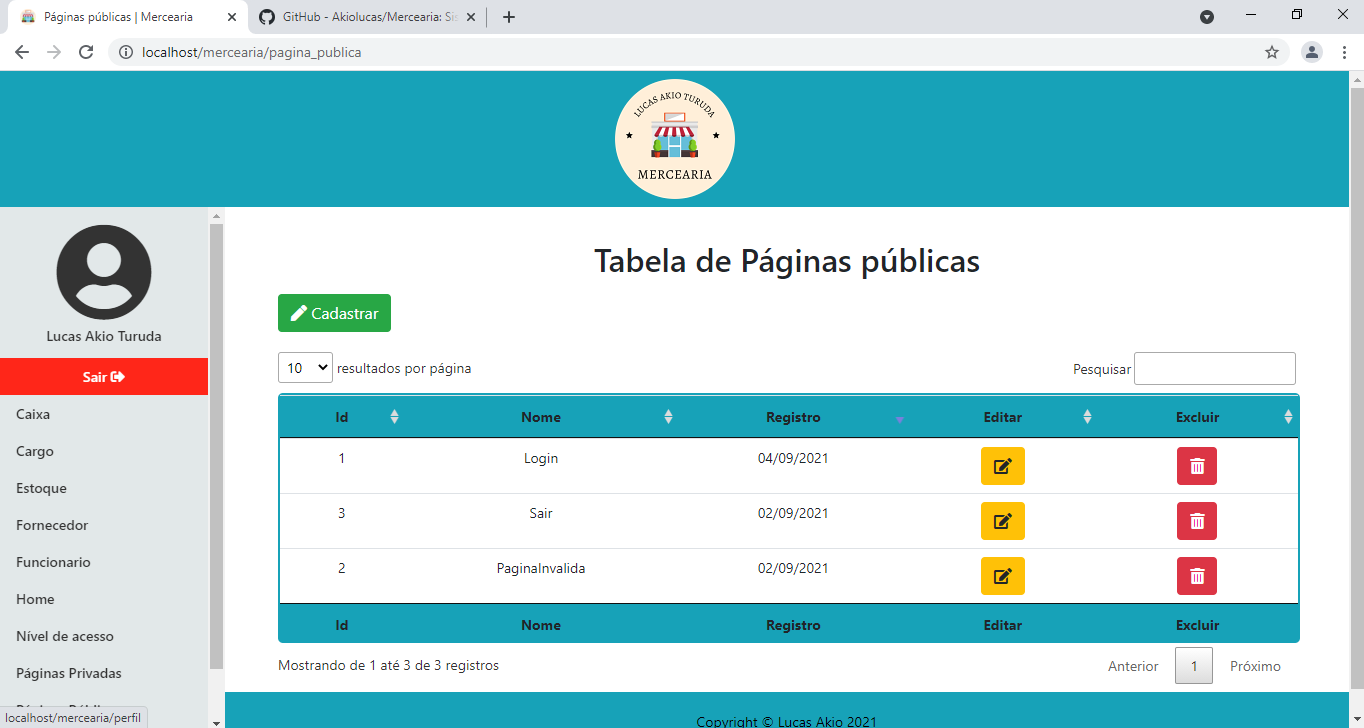 Páginas públicas | Mercearia
GitHub - Akiolucas/Mercearia: Sis
localhost/mercearia/pagina_publica
LUCAS AKIO TURUDA
MERCEARIA
Lucas Akio Turuda
Sair
Caixa
Cargo
Estoque
Fornecedor
Funcionario
Home
Nível de acesso
Páginas Privadas
localhost/mercearia/perfil
Tabela de Páginas públicas
Cadastrar
10 resultados por página
Pesquisar
Id Nome Registro Editar Excluir
1 Login 04/09/2021
3 Sair 02/09/2021
2 PaginaInvalida 02/09/2021
Id Nome Registro Editar Excluir
Mostrando de 1 até 3 de 3 registros
Anterior 1 Próximo
Copyright © Lucas Akio 2021